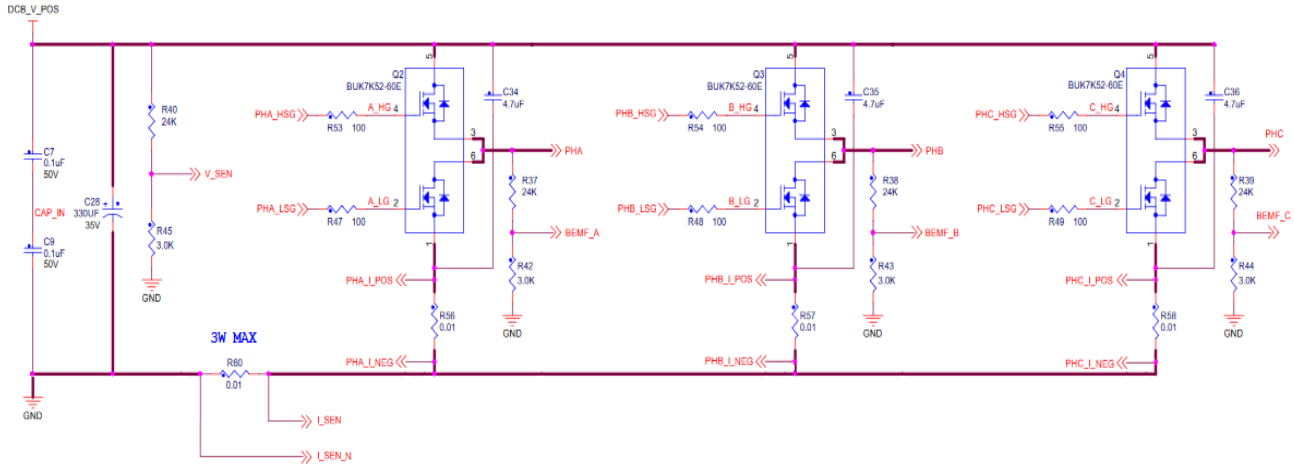 DCB_V_POS
C7
0.1uF
50V
CAP_IN
C9
0.1uF
50V
GND
C28
330UF
35V
R40
24K
V_SEN
R45
3.0K
GND
3W MAX
R60
0.01
I_SEN
I_SEN_N
Q2
BUK7K52-60E
5
C34
4.7uF
PHA_HSG
R53 100
A_HG 4
3
6
PHA
PHA_LSG
R47 100
A_LG 2
1
R37
24K
BEMF_A
R42
3.0K
GND
PHA_I_POS
R56
0.01
PHA_I_NEG
Q3
BUK7K52-60E
5
C35
4.7uF
PHB_HSG
R54 100
B_HG 4
3
6
PHB
PHB_LSG
R48 100
B_LG 2
1
R38
24K
BEMF_B
R43
3.0K
GND
PHB_I_POS
R57
0.01
PHB_I_NEG
Q4
BUK7K52-60E
5
C36
4.7uF
PHC_HSG
R55 100
C_HG 4
3
6
PHC
PHC_LSG
R49 100
C_LG 2
1
R39
24K
BEMF_C
R44
3.0K
GND
PHC_I_POS
R58
0.01
PHC_I_NEG